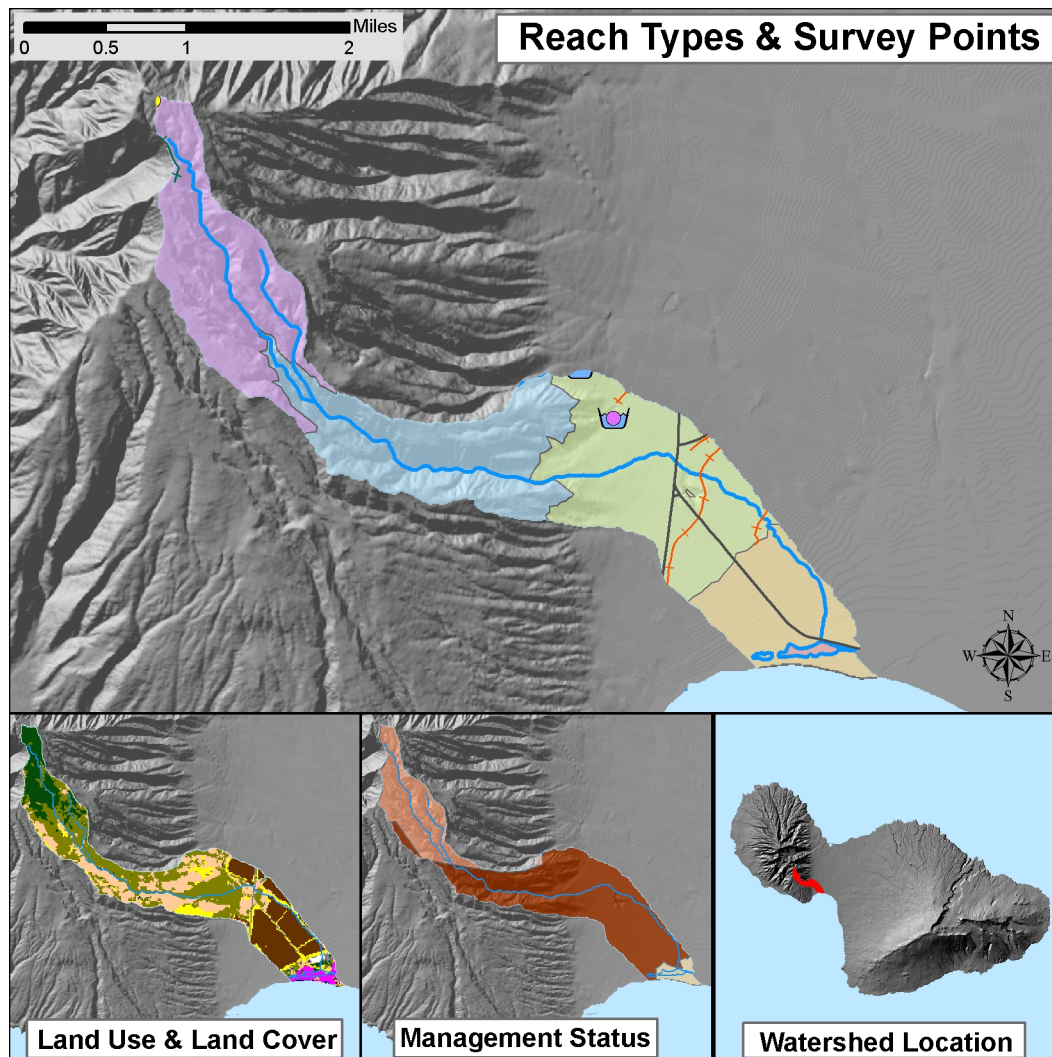 Miles
0 0.5 1 2
Reach Types & Survey Points
N
W E
S
Land Use & Land Cover
Management Status
Watershed Location